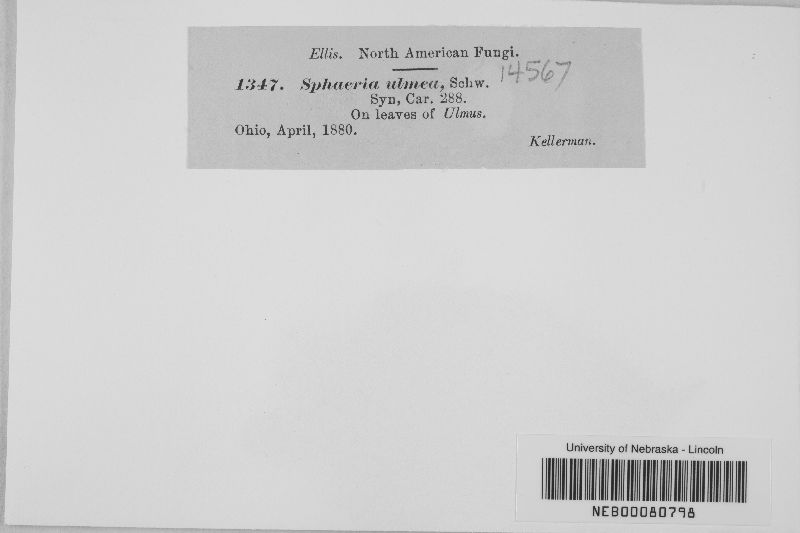 Ellis. North American Fungi.
14567
1347. Sphaeria ulmea, Schw.
Syn, Car. 288.
On leaves of Ulmus.
Ohio, April, 1880.
Kellerman.
University of Nebraska - Lincoln
NEB00080798